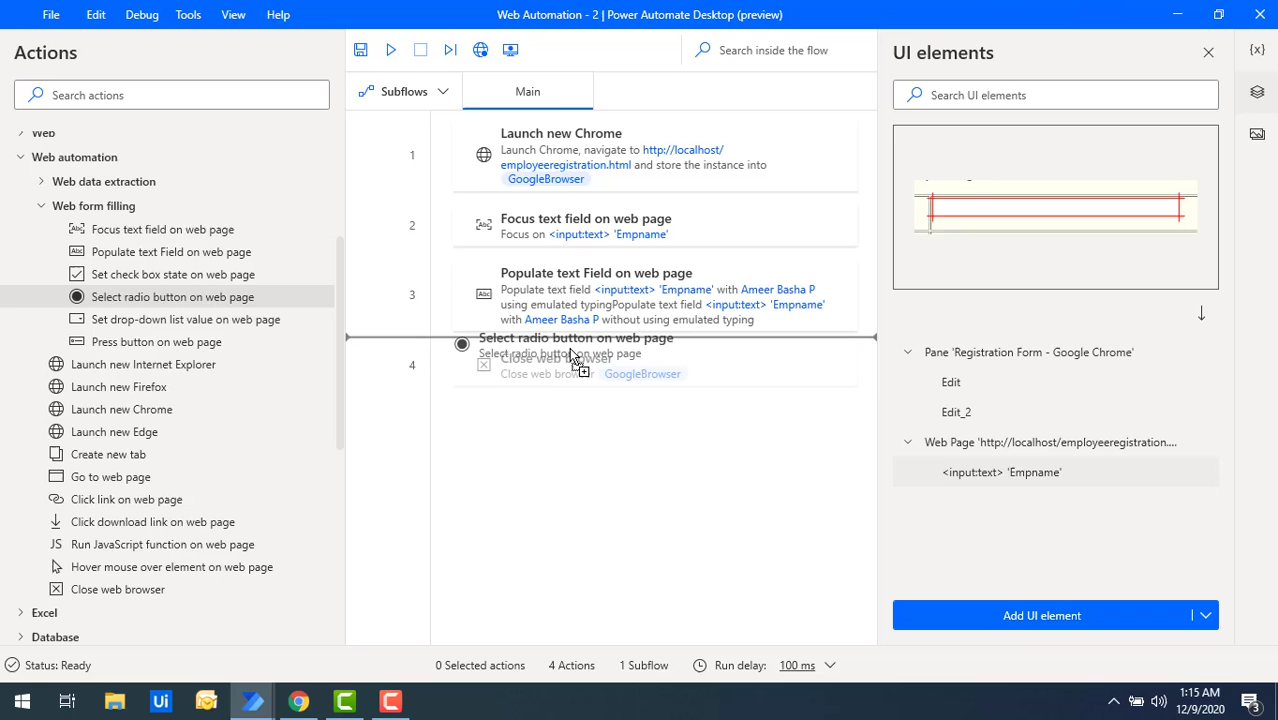 File Edit Debug Tools View Help
Web Automation - 2 | Power Automate Desktop (preview)
Actions
Search actions
Web
Web automation
Web data extraction
Web form filling
Focus text field on web page
Populate text Field on web page
Set check box state on web page
Select radio button on web page
Set drop-down list value on web page
Press button on web page
Launch new Internet Explorer
Launch new Firefox
Launch new Chrome
Launch new Edge
Create new tab
Go to web page
Click link on web page
Click download link on web page
Run JavaScript function on web page
Hover mouse over element on web page
Close web browser
Excel
Database
Search inside the flow
Subflows
Main
1
Launch new Chrome
Launch Chrome, navigate to http://localhost/
employeeregistration.html and store the instance into
GoogleBrowser
2
Focus text field on web page
Focus on <input:text> 'Empname'
3
Populate text Field on web page
Populate text field <input:text> 'Empname' with Ameer Basha P
using emulated typingPopulate text field <input:text> 'Empname'
with Ameer Basha P without using emulated typing
Select radio button on web page
Select radio button on web page
4
Close web browser
Close web browser GoogleBrowser
UI elements
{x}
Search UI elements
Pane 'Registration Form - Google Chrome'
Edit
Edit_2
Web Page 'http://localhost/employeeregistration....
<input:text> 'Empname'
Add UI element
Status: Ready
0 Selected actions 4 Actions 1 Subflow Run delay: 100 ms
Ui
1:15 AM
12/9/2020
3